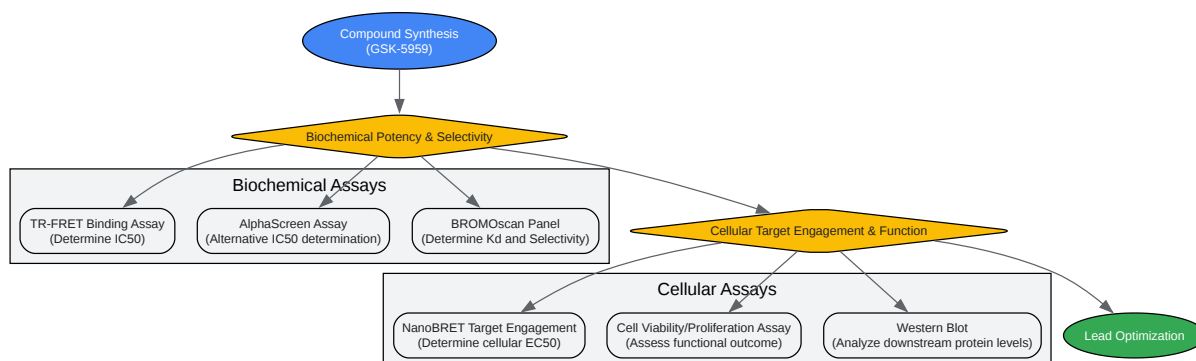 Compound Synthesis
(GSK-5959)
Biochemical Potency & Selectivity
Biochemical Assays
TR-FRET Binding Assay
(Determine IC50)
AlphaScreen Assay
(Alternative IC50 determination)
BROMOscan Panel
(Determine Kd and Selectivity)
Cellular Target Engagement & Function
Cellular Assays
NanoBRET Target Engagement
(Determine cellular EC50)
Cell Viability/Proliferation Assay
(Assess functional outcome)
Western Blot
(Analyze downstream protein levels)
Lead Optimization